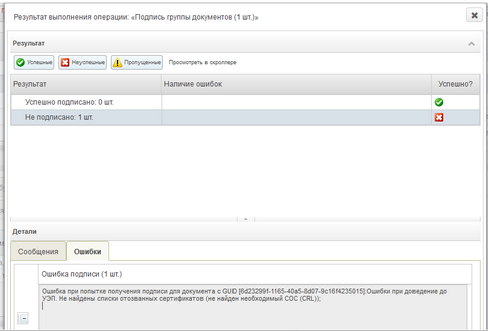 Результат выполнения операции: «Подпись группы документов (1 шт.)»
Результат
Успешные
Неуспешные
Пропущенные
Просмотреть в скроллере
Результат
Наличие ошибок
Успешно?
Успешно подписано: 0 шт.
Не подписано: 1 шт.
Детали
Сообщения
Ошибки
Ошибка подписи (1 шт.)
Ошибка при попытке получения подписи для документа с GUID [6d23299f-1165-40a5-8d07-9c16f4235015]:Ошибки при доведение до
УЭП. Не найдены списки отозванных сертификатов (не найден необходимый СОС (CRL));